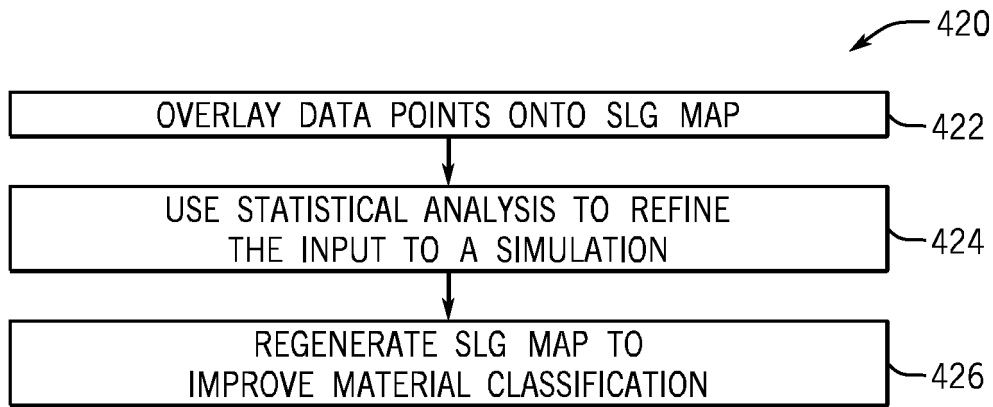 420
OVERLAY DATA POINTS ONTO SLG MAP
422
USE STATISTICAL ANALYSIS TO REFINE
THE INPUT TO A SIMULATION
424
REGENERATE SLG MAP TO
IMPROVE MATERIAL CLASSIFICATION
426